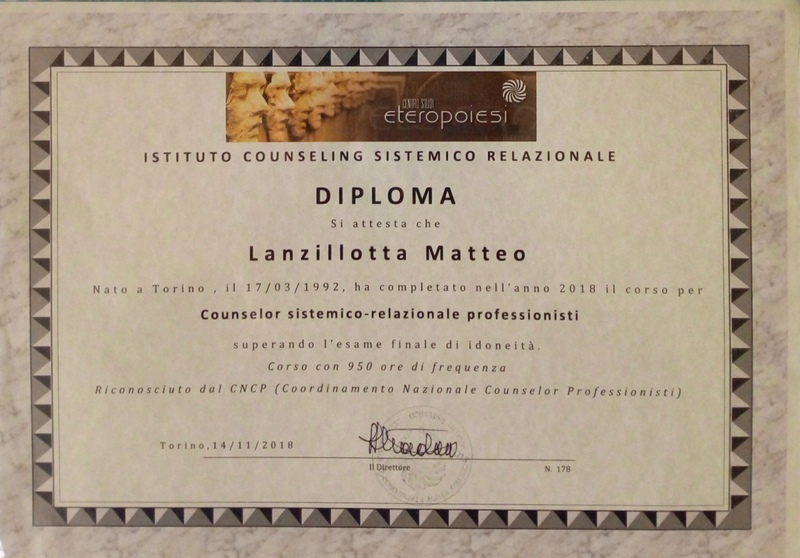 CENTRO STUDI
eteropoiesi
ISTITUTO COUNSELING SISTEMICO RELAZIONALE
DIPLOMA
Si attesta che
Lanzillotta Matteo
Nato a Torino , il 17/03/1992, ha completato nell'anno 2018 il corso per
Counselor sistemico-relazionale professionisti
superando l'esame finale di idoneità.
Corso con 950 ore di frequenza
Riconosciuto dal CNCP (Coordinamento Nazionale Counselor Professionisti)
Torino,14/11/2018
Il Direttore N. 178